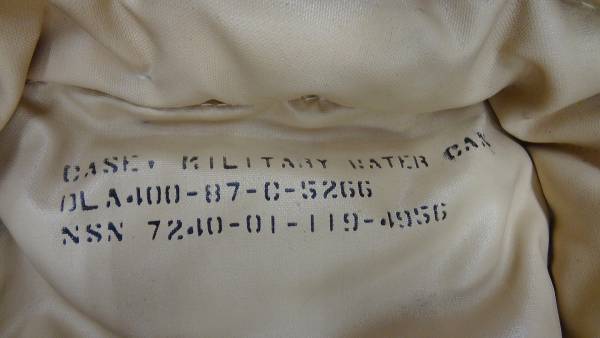 CASE, MILITARY WATER CAN
DLA400-87-C-5266
NSN 7240-01-119-4956